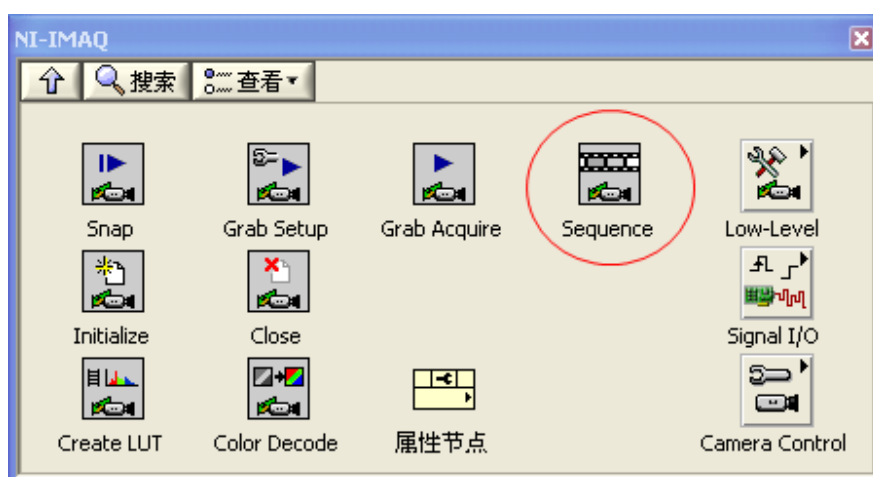 NI-IMAQ
搜索 查看
Snap Grab Setup Grab Acquire Sequence Low-Level
Initialize Close Signal I/O
Create LUT Color Decode 属性节点 Camera Control